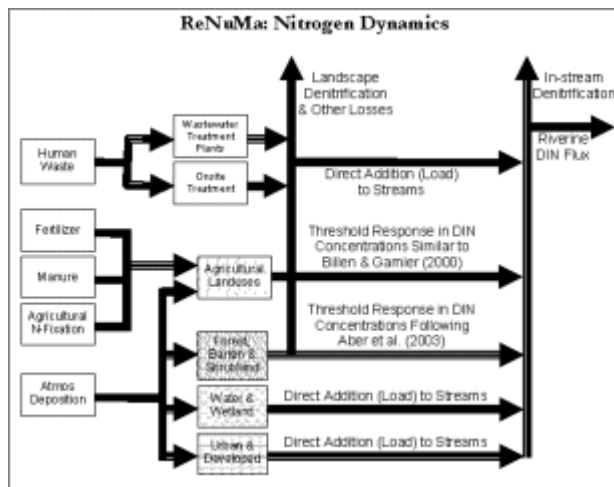 ReNuMa: Nitrogen Dynamics
Landscape
Denitrification
& Other Losses
In-stream
Denitrification
Riverine
DIN Flux
Human
Waste
Wastewater
Treatment
Plants
Onsite
Treatment
Direct Addition (Load)
to Streams
Fertilizer
Manure
Agricultural
N-Fixation
Agricultural
Landuses
Threshold Response in DIN
Concentrations Similar to
Billen & Garnier (2000)
Threshold Response in DIN
Concentrations Following
Aber et al. (2003)
Forest,
Barren &
Scrubland
Atmos
Deposition
Water &
Wetland
Direct Addition (Load) to Streams
Urban &
Developed
Direct Addition (Load) to Streams